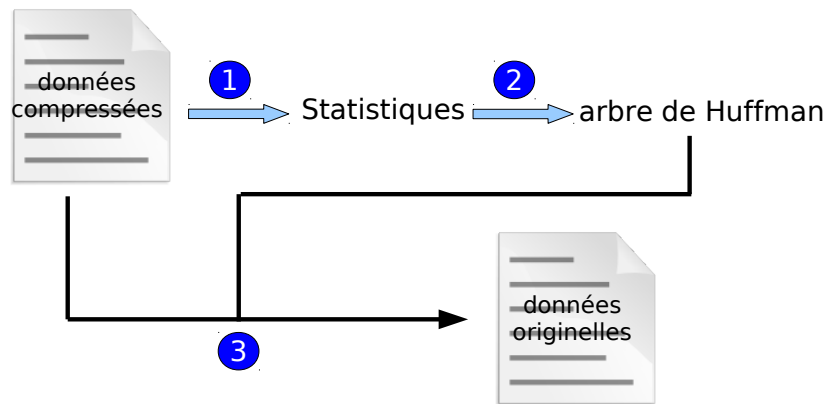 données
compressées
1
Statistiques
2
arbre de Huffman
données
originelles
3